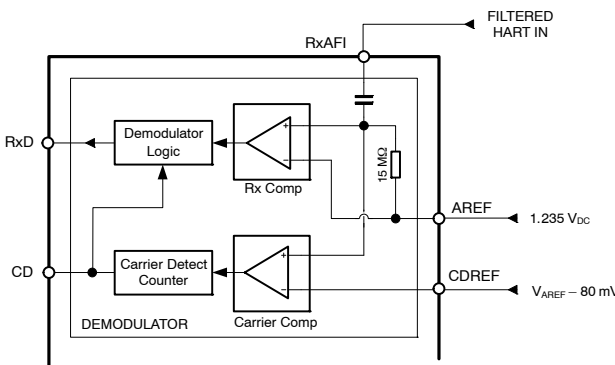 FILTERED
HART IN
RxAFI
RxD
Demodulator
Logic
+
−
Rx Comp
15 MΩ
AREF
1.235 VDC
CD
Carrier Detect
Counter
+
−
Carrier Comp
CDREF
VAREF – 80 mV
DEMODULATOR